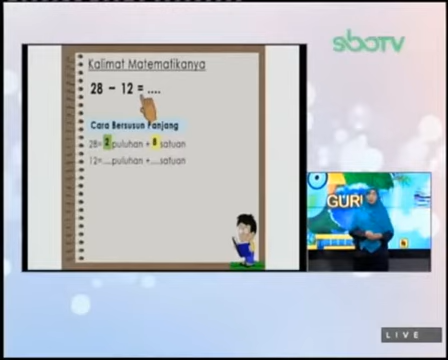 sboTV
Kalimat Matematikanya
28 - 12 = ....
Cara Bersusun Panjang
28= 2 puluhan + 8 satuan
12=....puluhan +....satuan
GURU
LIVE